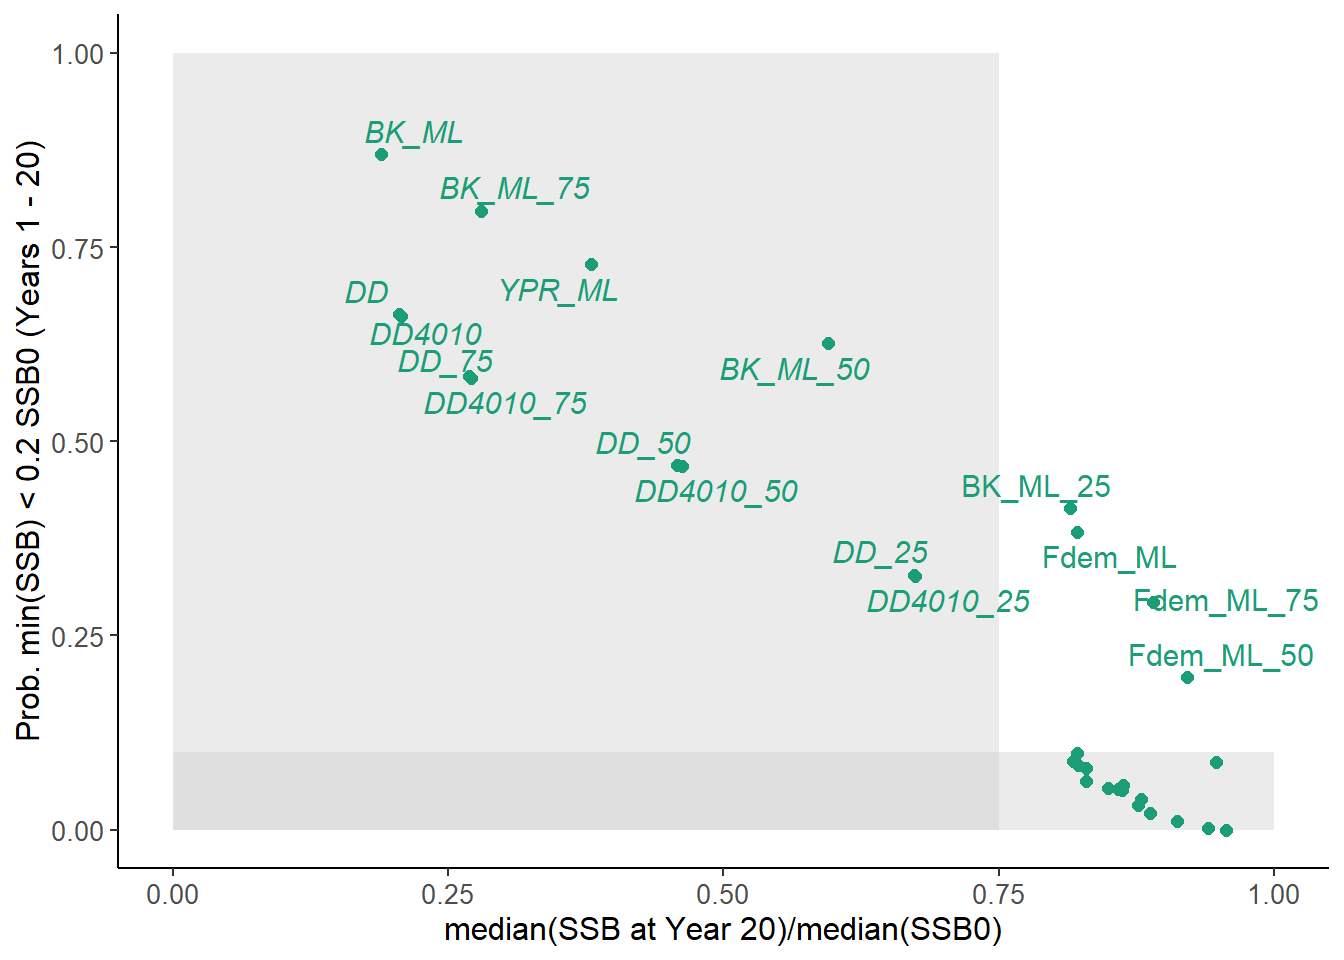 Prob. min(SSB) < 0.2 SSB0 (Years 1 - 20)
1.00
0.75
0.50
0.25
0.00
BK_ML
BK_ML_75
YPR_ML
DD
DD4010
DD_75
DD4010_75
BK_ML_50
DD_50
DD4010_50
BK_ML_25
DD_25
Fdem_ML
DD4010_25
Fdem_ML_75
Fdem_ML_50
0.00 0.25 0.50 0.75 1.00
median(SSB at Year 20)/median(SSB0)